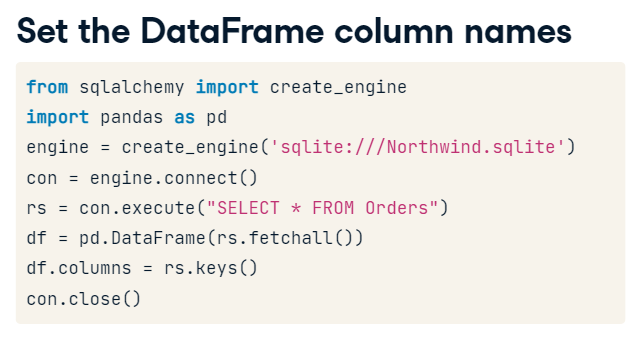 Set the DataFrame column names
from sqlalchemy import create_engine
import pandas as pd
engine = create_engine('sqlite:///Northwind.sqlite')
con = engine.connect()
rs = con.execute("SELECT * FROM Orders")
df = pd.DataFrame(rs.fetchall())
df.columns = rs.keys()
con.close()